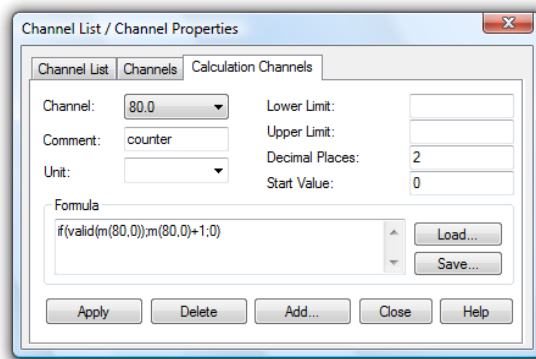 Channel List / Channel Properties
Channel List Channels Calculation Channels
Channel: 80.0 Lower Limit:
Upper Limit:
Comment: counter Decimal Places: 2
Unit: Start Value: 0
Formula
if(valid(m(80,0));m(80,0)+1;0)
Load...
Save...
Apply Delete Add... Close Help